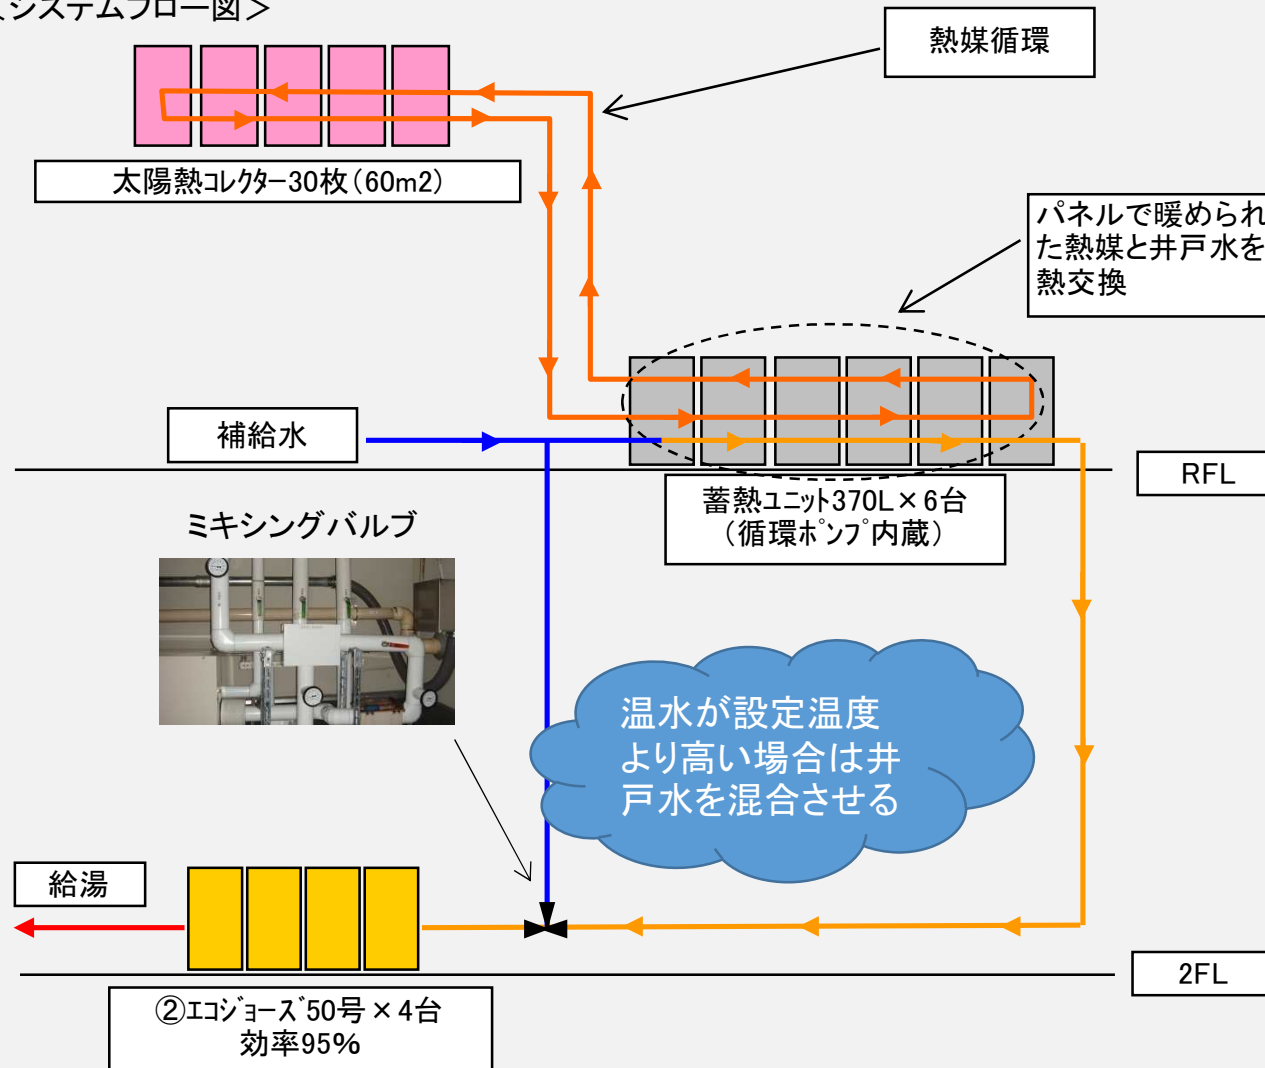 システムフロー図>
熱媒循環
太陽熱ｺﾚｸﾀｰ30枚(60m2)
パネルで暖められ
た熱媒と井戸水を
熱交換
補給水
RFL
蓄熱ﾕﾆｯﾄ370L×6台
(循環ﾎﾟﾝﾌﾟ内蔵)
ミキシングバルブ
温水が設定温度
より高い場合は井
戸水を混合させる
給湯
2FL
②ｴｺｼﾞｮｰｽﾞ50号×4台
効率95%